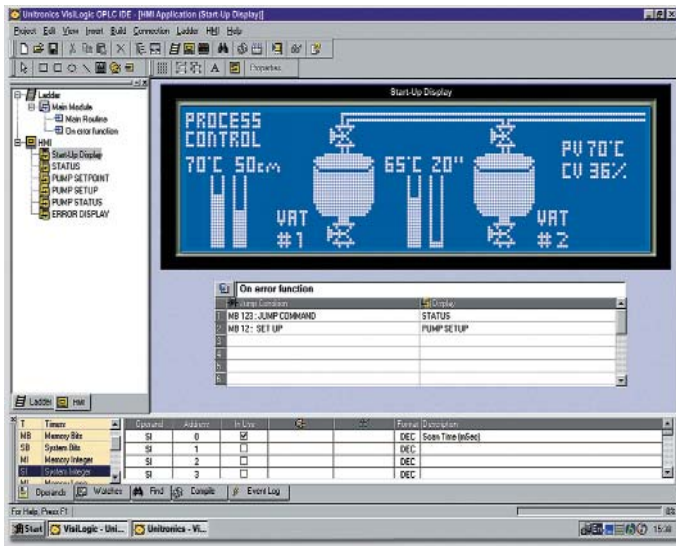 Unitronics VisiLogic OPLC IDE - [HMI Application (Start-Up Display)]
Project Edit View Insert Build Connection Ladder HMI Help
A Properties...
Ladder
Main Module
Main Routine
On error function
HMI
Start-Up Display
STATUS
PUMP SETPOINT
PUMP SETUP
PUMP STATUS
ERROR DISPLAY
Ladder HMI
Start-Up Display
PROCESS
CONTROL
70°C 50cm
VAT
#1
65°C 20"
VAT
#2
PV 70°C
CV 36%
On error function
Jump Condition Display
1 MB 123 : JUMP COMMAND STATUS
2 MB 12 : SET UP PUMP SETUP
3
4
5
6
T Timers
MB Memory Bits
SB System Bits
MI Memory Integer
SI System Integer
Operand Address In Use Format Description
SI 0 DEC Scan Time (mSec)
SI 1 DEC
SI 2 DEC
SI 3 DEC
Operands Watches Find Compile Event Log
For Help, Press F1
0%
Start VisiLogic - Uni... Unitronics - Vi...